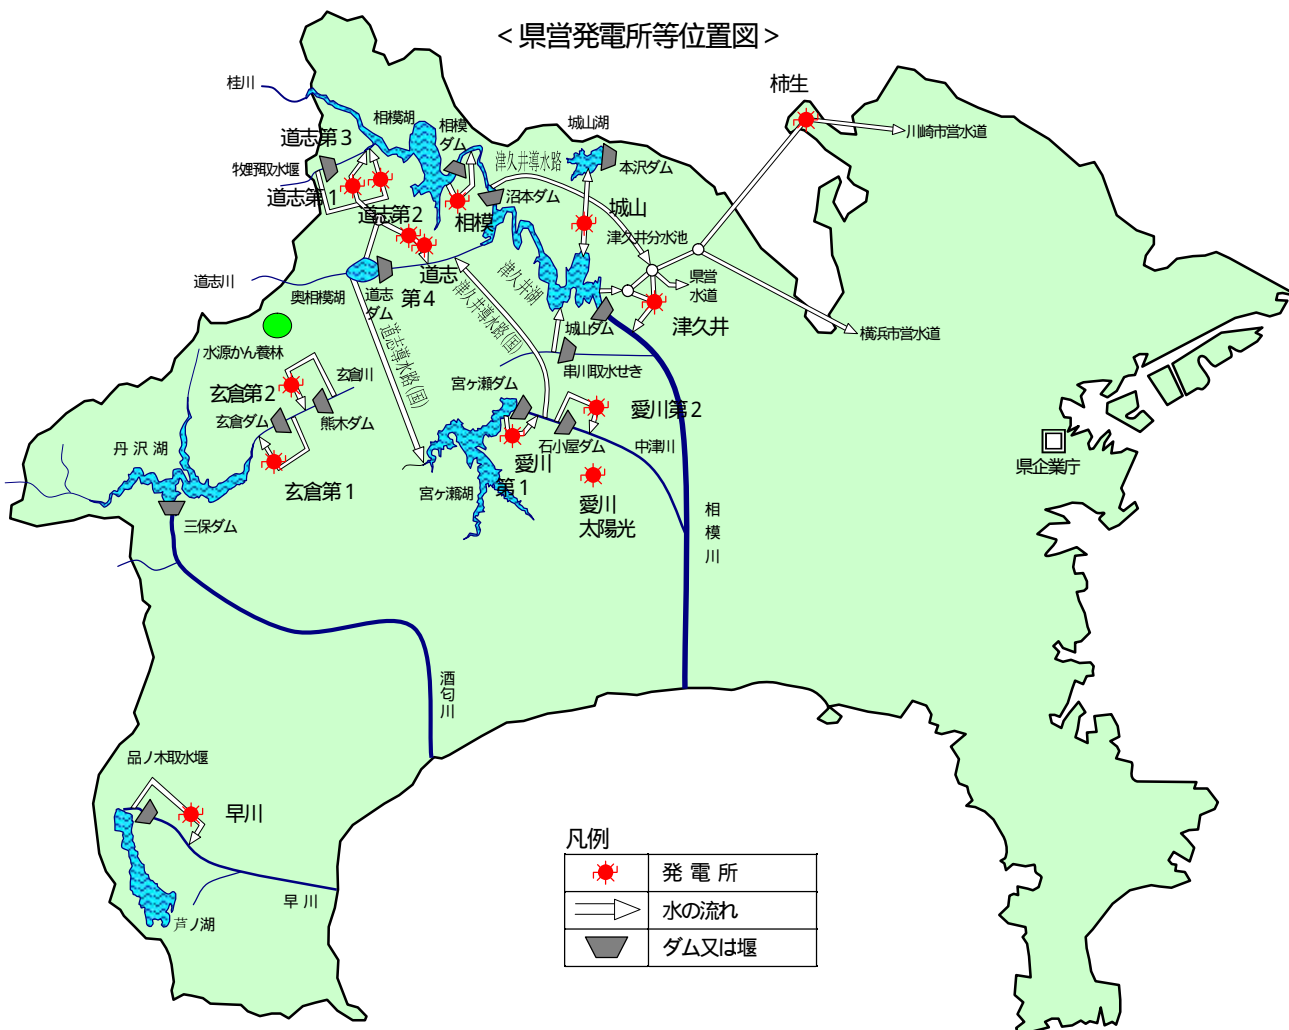 ＜県営発電所等位置図＞
柿生
桂川
相模湖
相模
ダム
城山湖
川崎市営水道
道志第３
津久井導水路
本沢ダム
牧野取水堰
道志第１
沼本ダム
道志第２
相模
城山
津久井分水池
道志川
奥相模湖
道志
ダム
道志
第４
津久井導水路(国)
津久井湖
県営
水道
津久井
横浜市営水道
城山ダム
道志導水路(国)
水源かん養林
串川取水せき
玄倉川
玄倉第２
宮ヶ瀬ダム
愛川第２
玄倉ダム
熊木ダム
石小屋ダム
中津川
丹沢湖
県企業庁
愛川
第１
玄倉第１
宮ヶ瀬湖
愛川
太陽光
相模川
三保ダム
酒匂川
品ノ木取水堰
早川
早川
芦ノ湖
凡例
発電所
水の流れ
ダム又は堰